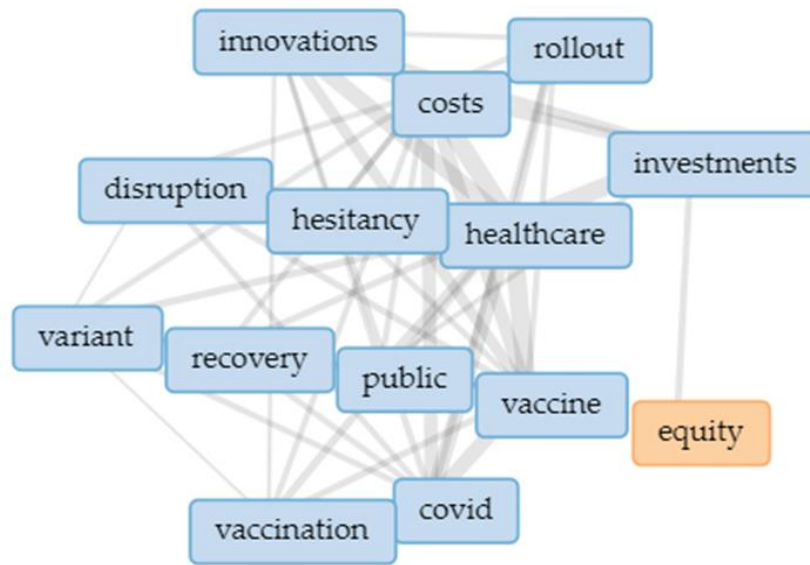 innovations
rollout
costs
investments
disruption
hesitancy
healthcare
variant
recovery
public
vaccine
equity
vaccination
covid